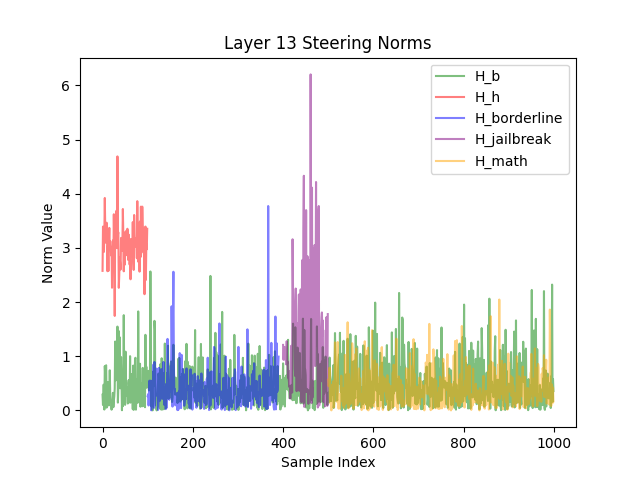 Layer 13 Steering Norms
H_b
H_h
H_borderline
H_jailbreak
H_math
Norm Value
6
5
4
3
2
1
0
0 200 400 600 800 1000
Sample Index